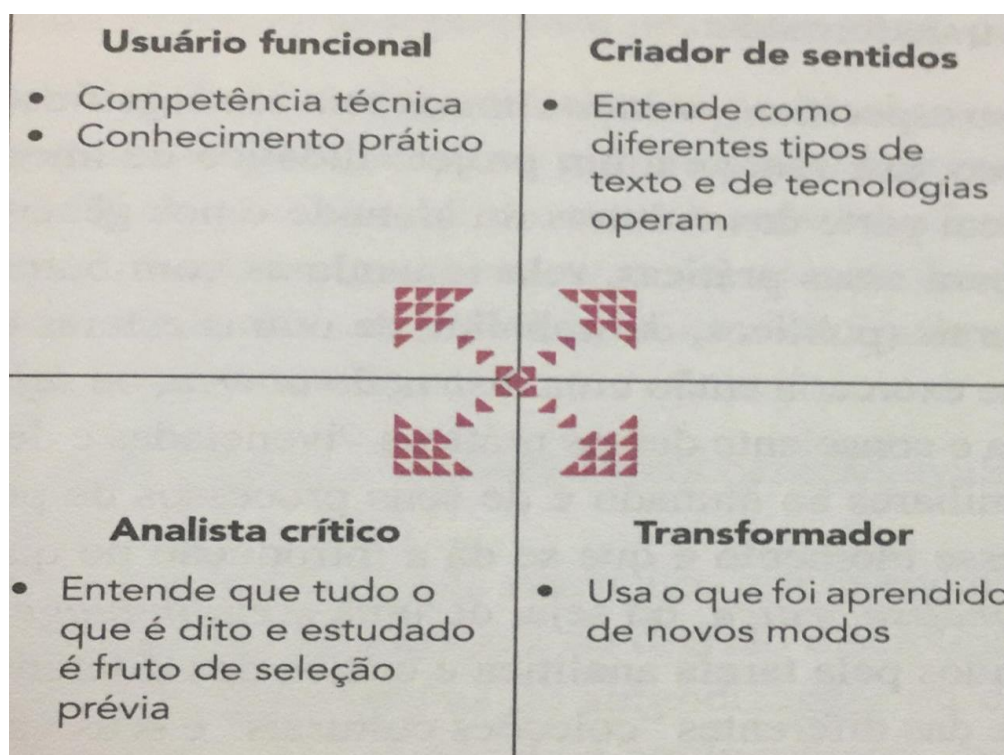 Usuário funcional
• Competência técnica
• Conhecimento prático
Criador de sentidos
• Entende como
diferentes tipos de
texto e de tecnologias
operam
Analista crítico
• Entende que tudo o
que é dito e estudado
é fruto de seleção
prévia
Transformador
• Usa o que foi aprendido
de novos modos